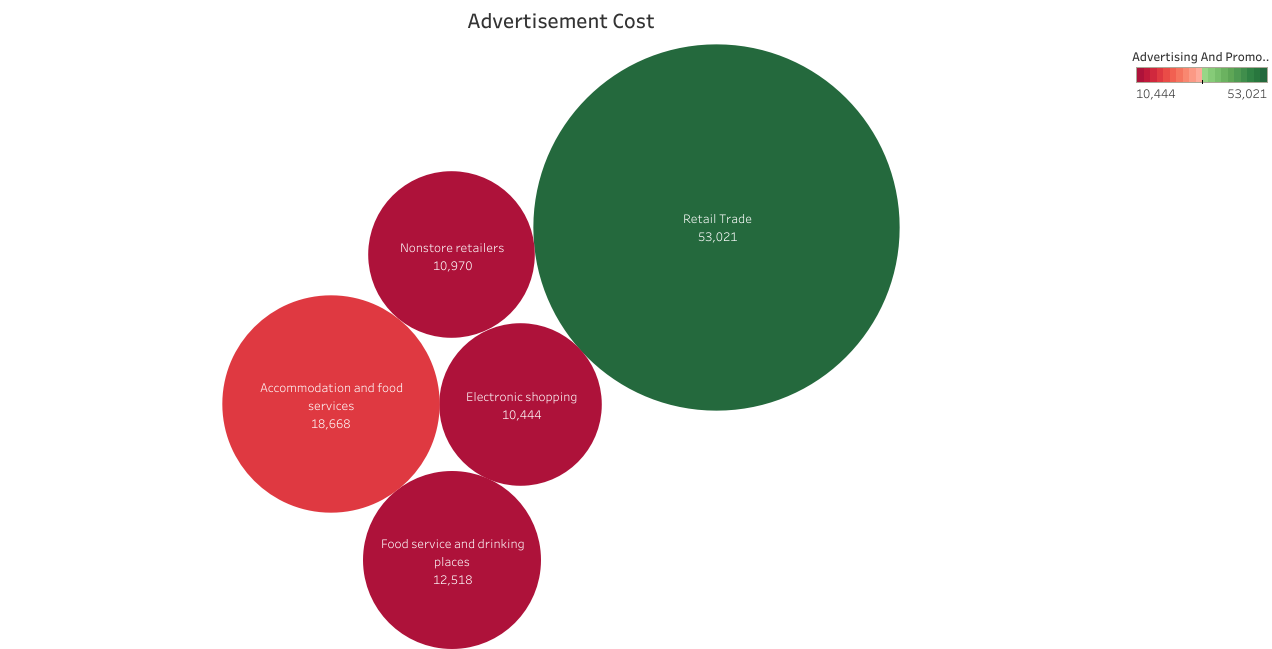 Advertisement Cost
Advertising And Promo..
10,444 53,021
Retail Trade
53,021
Nonstore retailers
10,970
Accommodation and food
services
18,668
Electronic shopping
10,444
Food service and drinking
places
12,518